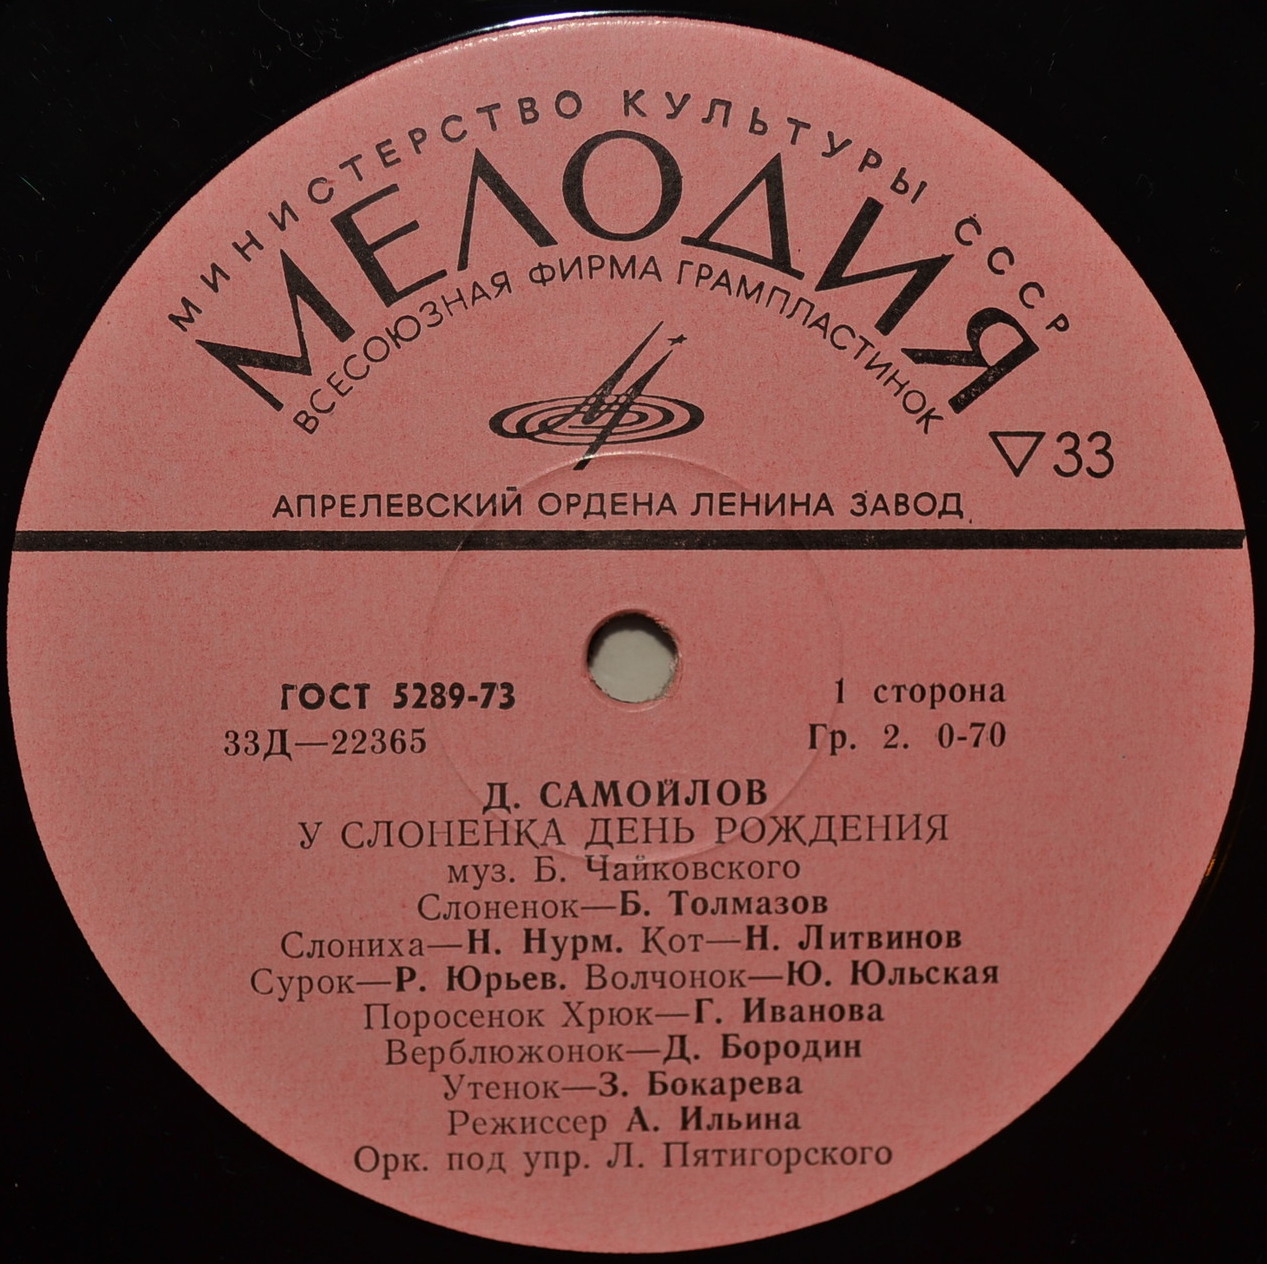 МИНИСТЕРСТВО КУЛЬТУРЫ СССР
МЕЛОДИЯ
ВСЕСОЮЗНАЯ ФИРМА ГРАМПЛАСТИНОК
33
АПРЕЛЕВСКИЙ ОРДЕНА ЛЕНИНА ЗАВОД
ГОСТ 5289-73
1 сторона
33Д—22365
Гр. 2. 0-70
Д. САМОЙЛОВ
У СЛОНЕНКА ДЕНЬ РОЖДЕНИЯ
муз. Б. Чайковского
Слоненок—Б. Толмазов
Слониха—Н. Нурм. Кот—Н. Литвинов
Сурок—Р. Юрьев. Волчонок—Ю. Юльская
Поросенок Хрюк—Г. Иванова
Верблюжонок—Д. Бородин
Утенок—З. Бокарева
Режиссер А. Ильина
Орк. под упр. Л. Пятигорского